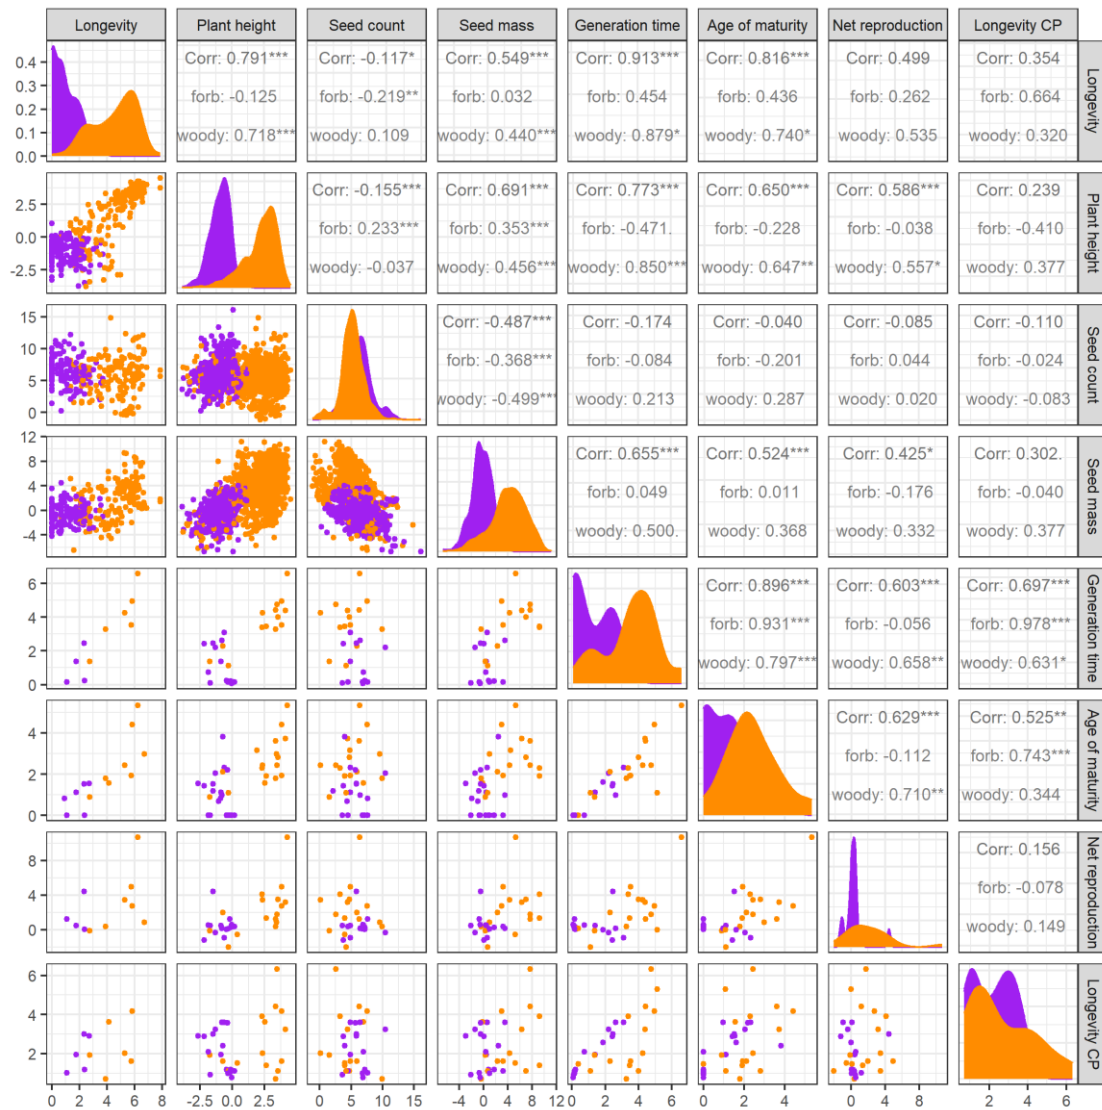 Longevity Plant height Seed count Seed mass Generation time Age of maturity Net reproduction Longevity CP
0.4 Corr: 0.791*** Corr: -0.117* Corr: 0.549*** Corr: 0.913*** Corr: 0.816*** Corr: 0.499 Corr: 0.354
0.3
0.2 forb: -0.125 forb: -0.219** forb: 0.032 forb: 0.454 forb: 0.436 forb: 0.262 forb: 0.664
0.1 woody: 0.718*** woody: 0.109 woody: 0.440*** woody: 0.879* woody: 0.740* woody: 0.535 woody: 0.320
0.0
Longevity
2.5 Corr: -0.155*** Corr: 0.691*** Corr: 0.773*** Corr: 0.650*** Corr: 0.586*** Corr: 0.239
0.0 forb: 0.233*** forb: 0.353*** forb: -0.471. forb: -0.228 forb: -0.038 forb: -0.410
-2.5 woody: -0.037 woody: 0.456*** woody: 0.850*** woody: 0.647** woody: 0.557* woody: 0.377
Plant height
15 Corr: -0.487*** Corr: -0.174 Corr: -0.040 Corr: -0.085 Corr: -0.110
10
5 forb: -0.368*** forb: -0.084 forb: -0.201 forb: 0.044 forb: -0.024
0 woody: -0.499*** woody: 0.213 woody: 0.287 woody: 0.020 woody: -0.083
Seed count
12
8 Corr: 0.655*** Corr: 0.524*** Corr: 0.425* Corr: 0.302.
4 forb: 0.049 forb: 0.011 forb: -0.176 forb: -0.040
0 woody: 0.500. woody: 0.368 woody: 0.332 woody: 0.377
-4
Seed mass
6 Corr: 0.896*** Corr: 0.603*** Corr: 0.697***
4 forb: 0.931*** forb: -0.056 forb: 0.978***
2 woody: 0.797*** woody: 0.658** woody: 0.631*
0
Generation time
4 Corr: 0.629*** Corr: 0.525**
2 forb: -0.112 forb: 0.743***
0 woody: 0.710** woody: 0.344
Age of maturity
8 Corr: 0.156
4 forb: -0.078
0 woody: 0.149
Net reproduction
6
4
2
Longevity CP
0 2 4 6 8 -2.5 0.0 2.5 0 5 10 15 -4 0 4 8 12 0 2 4 6 0 2 4 0 4 8 2 4 6